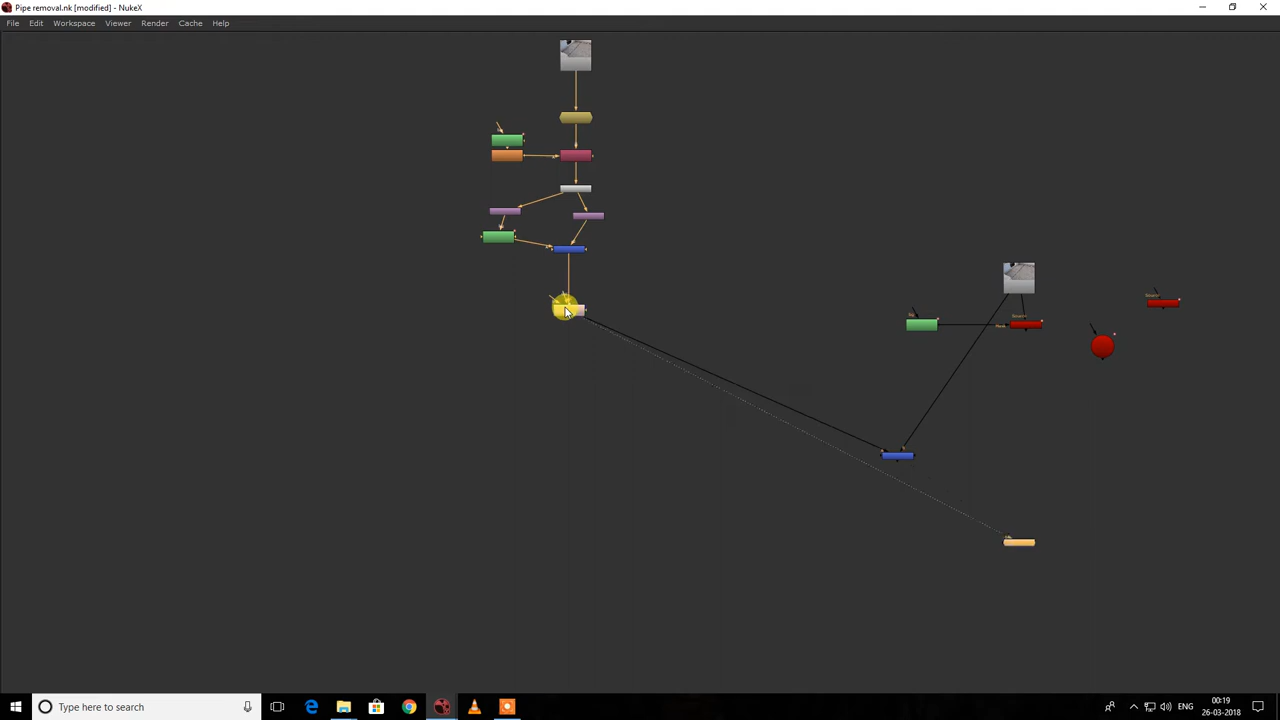 Pipe removal.nk [modified] - NukeX
File Edit Workspace Viewer Render Cache Help
Type here to search
ENG
00:19
26-03-2018